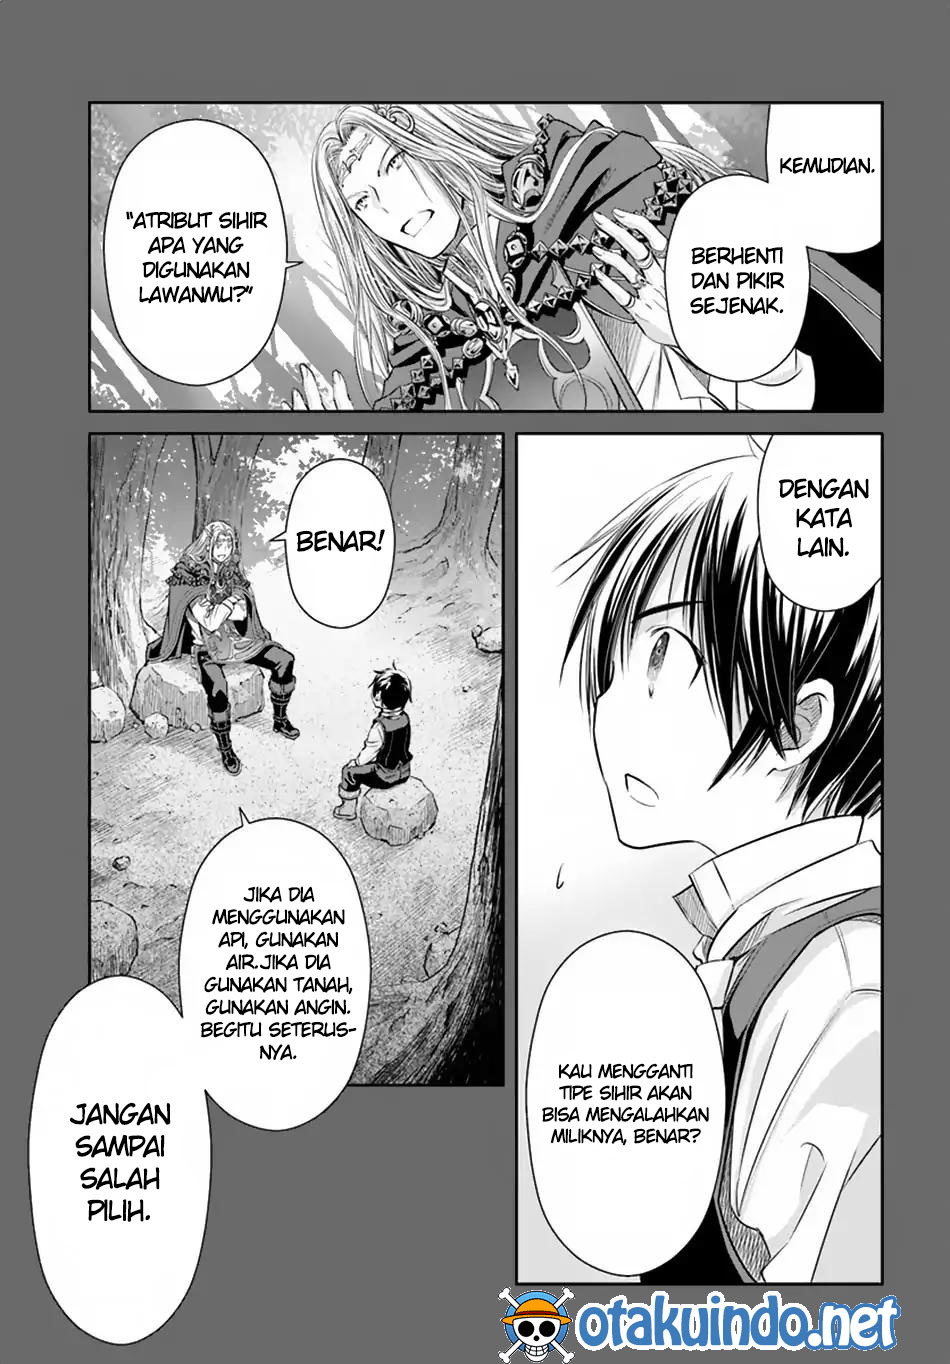 KEMUDIAN.
BERHENTI
DAN PIKIR
SEJENAK.
"ATRIBUT SIHIR
APA YANG
DIGUNAKAN
LAWANMU?"
DENGAN
KATA
LAIN.
KAU MENGGANTI
TIPE SIHIR AKAN
BISA MENGALAHKAN
MILIKNYA, BENAR?
BENAR!
JIKA DIA
MENGGUNAKAN
API, GUNAKAN
AIR.JIKA DIA
GUNAKAN TANAH,
GUNAKAN ANGIN.
BEGITU SETERUS-
NYA.
JANGAN
SAMPAI
SALAH
PILIH.
otakuindo.net